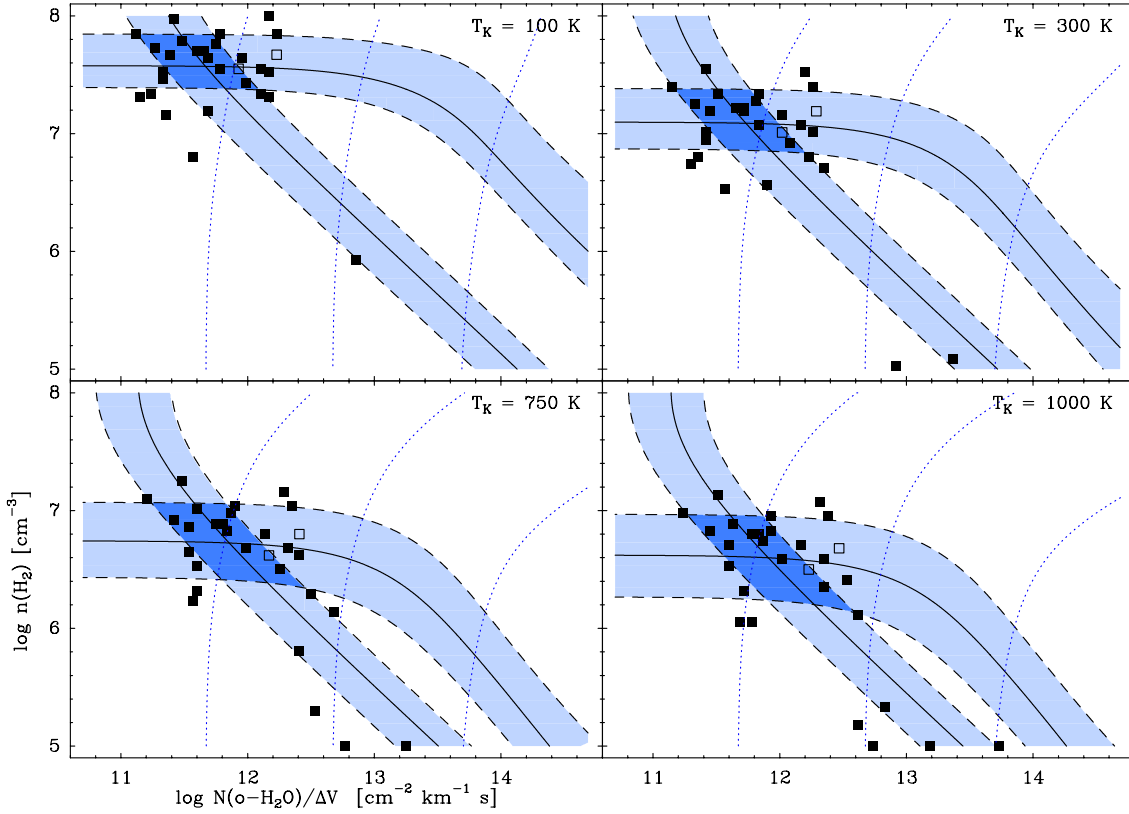 8
7
6
5
T_K = 100 K
T_K = 300 K
8
7
6
5
T_K = 750 K
T_K = 1000 K
11 12 13 14
11 12 13 14
log n(H₂) [cm⁻³]
log N(o−H₂O)/ΔV [cm⁻² km⁻¹ s]